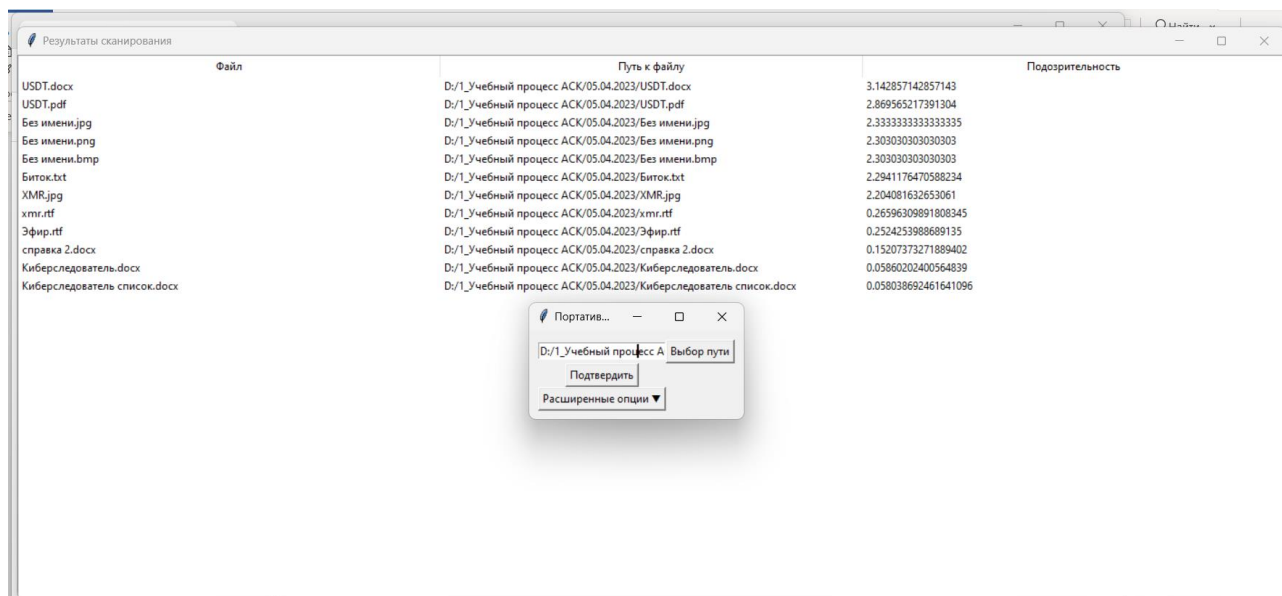 Найти
Результаты сканирования
Файл Путь к файлу Подозрительность
USDT.docx D:/1_Учебный процесс АСК/05.04.2023/USDT.docx 3.142857142857143
USDT.pdf D:/1_Учебный процесс АСК/05.04.2023/USDT.pdf 2.869565217391304
Без имени.jpg D:/1_Учебный процесс АСК/05.04.2023/Без имени.jpg 2.3333333333333335
Без имени.png D:/1_Учебный процесс АСК/05.04.2023/Без имени.png 2.303030303030303
Без имени.bmp D:/1_Учебный процесс АСК/05.04.2023/Без имени.bmp 2.303030303030303
Биток.txt D:/1_Учебный процесс АСК/05.04.2023/Биток.txt 2.2941176470588234
XMR.jpg D:/1_Учебный процесс АСК/05.04.2023/XMR.jpg 2.204081632653061
xmr.rtf D:/1_Учебный процесс АСК/05.04.2023/xmr.rtf 0.26596309891808345
Эфир.rtf D:/1_Учебный процесс АСК/05.04.2023/Эфир.rtf 0.2524253988689135
справка 2.docx D:/1_Учебный процесс АСК/05.04.2023/справка 2.docx 0.15207373271889402
Киберследователь.docx D:/1_Учебный процесс АСК/05.04.2023/Киберследователь.docx 0.05860202400564839
Киберследователь список.docx D:/1_Учебный процесс АСК/05.04.2023/Киберследователь список.docx 0.058038692461641096
Портатив...
D:/1_Учебный процесс А Выбор пути
Подтвердить
Расширенные опции ▼